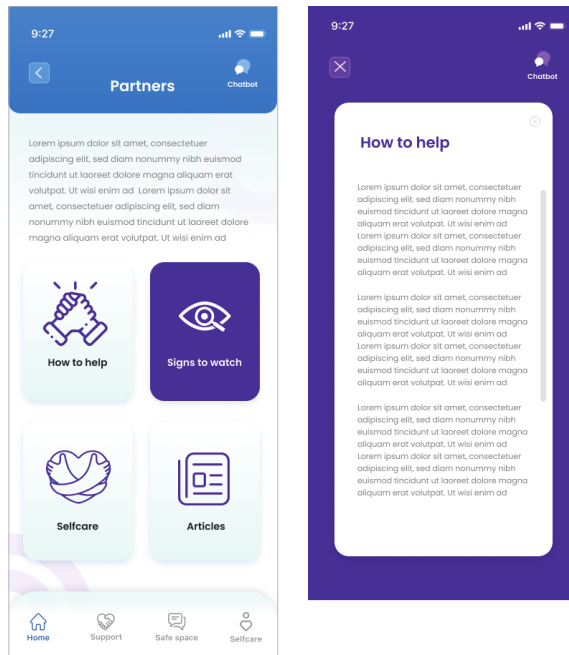 9:27
Partners
Chatbot
Lorem ipsum dolor sit amet, consectetuer
adipiscing elit, sed diam nonummy nibh euismod
tincidunt ut laoreet dolore magna aliquam erat
volutpat. Ut wisi enim ad  Lorem ipsum dolor sit
amet, consectetuer adipiscing elit, sed diam
nonummy nibh euismod tincidunt ut laoreet dolore
magna aliquam erat volutpat. Ut wisi enim ad
How to help
Signs to watch
Selfcare
Articles
Home
Support
Safe space
Selfcare
9:27
Chatbot
How to help
Lorem ipsum dolor sit amet, consectetuer
adipiscing elit, sed diam nonummy nibh
euismod tincidunt ut laoreet dolore magna
aliquam erat volutpat. Ut wisi enim ad
Lorem ipsum dolor sit amet, consectetuer
adipiscing elit, sed diam nonummy nibh
euismod tincidunt ut laoreet dolore magna
aliquam erat volutpat. Ut wisi enim ad
Lorem ipsum dolor sit amet, consectetuer
adipiscing elit, sed diam nonummy nibh
euismod tincidunt ut laoreet dolore magna
aliquam erat volutpat. Ut wisi enim ad
Lorem ipsum dolor sit amet, consectetuer
adipiscing elit, sed diam nonummy nibh
euismod tincidunt ut laoreet dolore magna
aliquam erat volutpat. Ut wisi enim ad
Lorem ipsum dolor sit amet, consectetuer
adipiscing elit, sed diam nonummy nibh
euismod tincidunt ut laoreet dolore magna
aliquam erat volutpat. Ut wisi enim ad
Lorem ipsum dolor sit amet, consectetuer
adipiscing elit, sed diam nonummy nibh
euismod tincidunt ut laoreet dolore magna
aliquam erat volutpat. Ut wisi enim ad